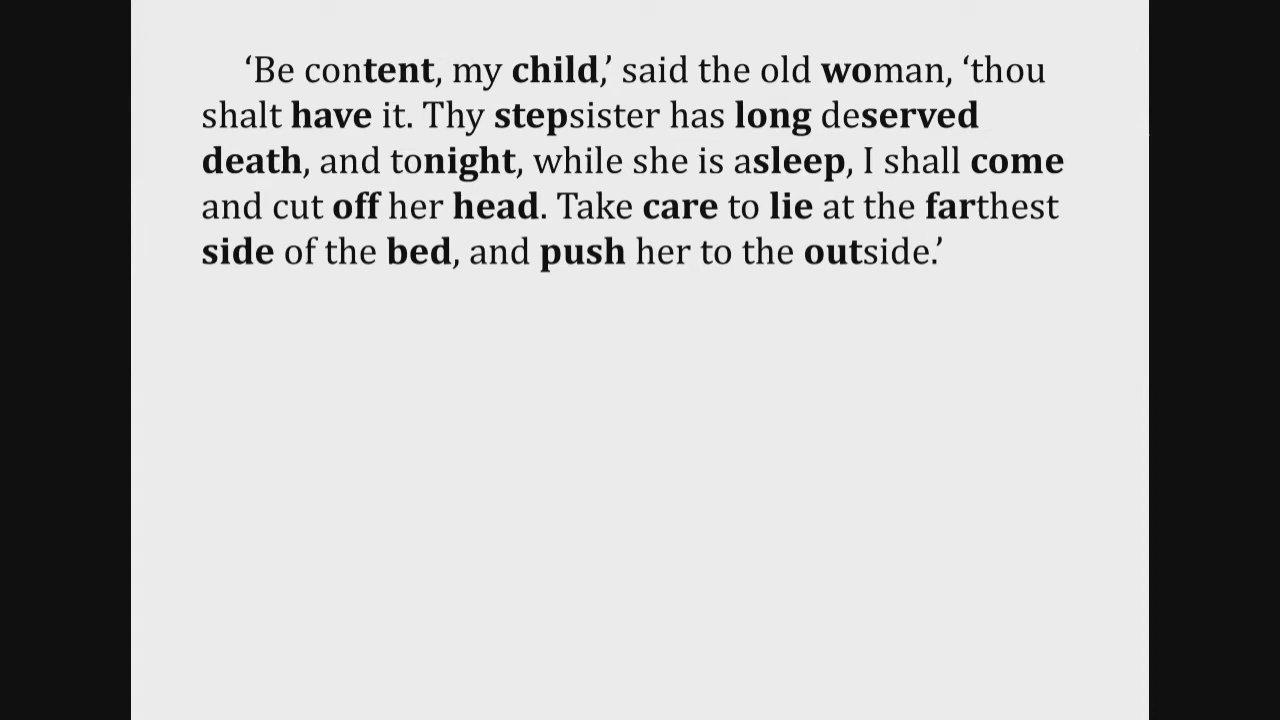 ‘Be content, my child,’ said the old woman, ‘thou
shalt have it. Thy stepsister has long deserved
death, and tonight, while she is asleep, I shall come
and cut off her head. Take care to lie at the farthest
side of the bed, and push her to the outside.’